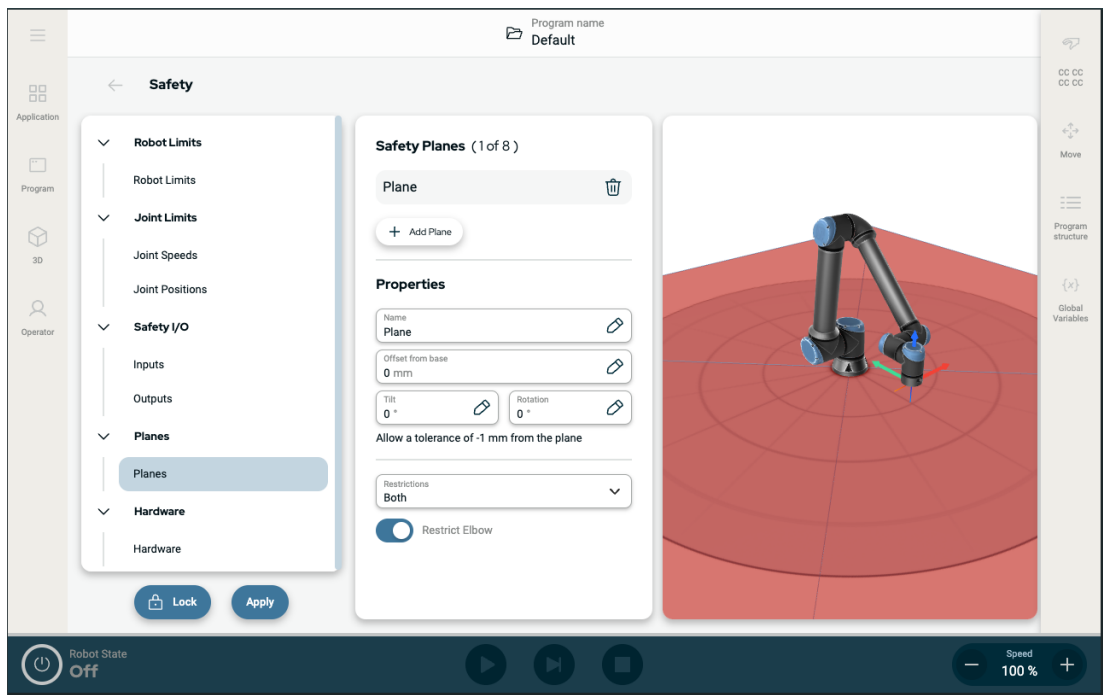 Program name
Default
Safety
Application
Program
3D
Operator
Robot Limits
Robot Limits
Joint Limits
Joint Speeds
Joint Positions
Safety I/O
Inputs
Outputs
Planes
Planes
Hardware
Hardware
Lock
Apply
Safety Planes (1 of 8)
Plane
Add Plane
Properties
Name
Plane
Offset from base
0 mm
Tilt
0 °
Rotation
0 °
Allow a tolerance of -1 mm from the plane
Restrictions
Both
Restrict Elbow
CC CC
CC CC
Move
Program
structure
{x}
Global
Variables
Robot State
Off
Speed
100 %